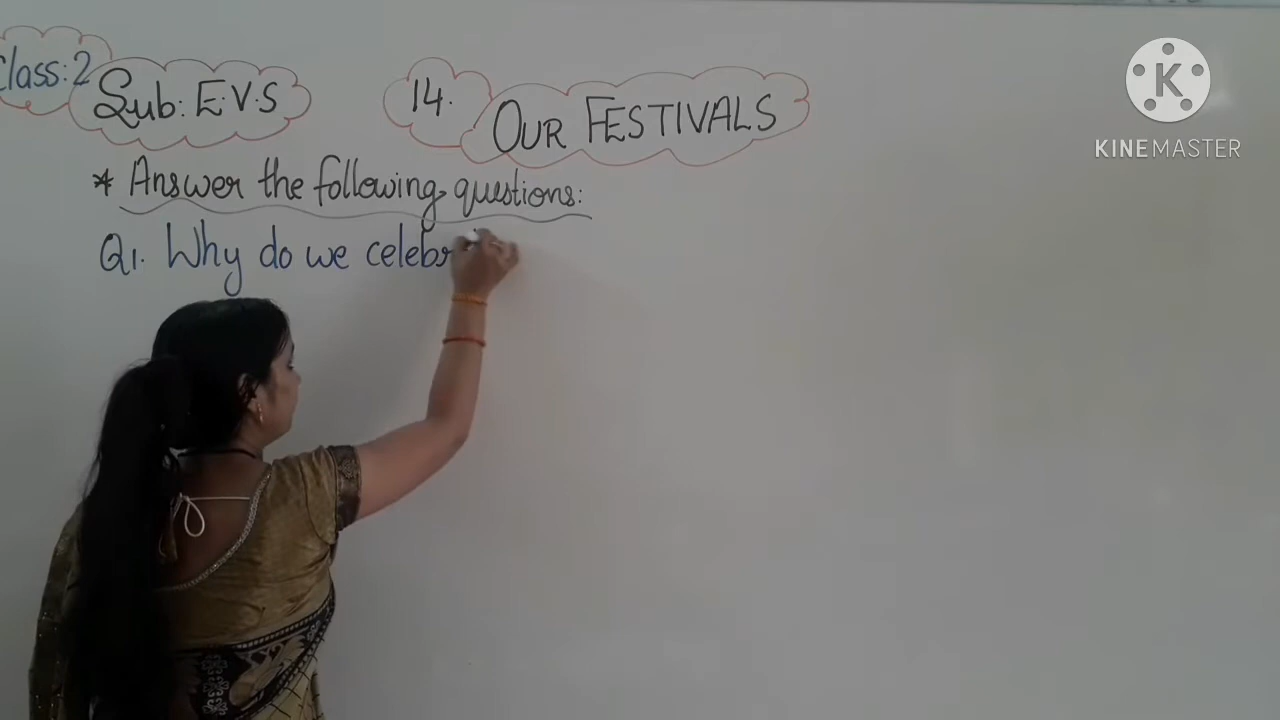 Class: 2
Sub: E.V.S
14. OUR FESTIVALS
* Answer the following questions:
Q1. Why do we celebr
K
KINEMASTER